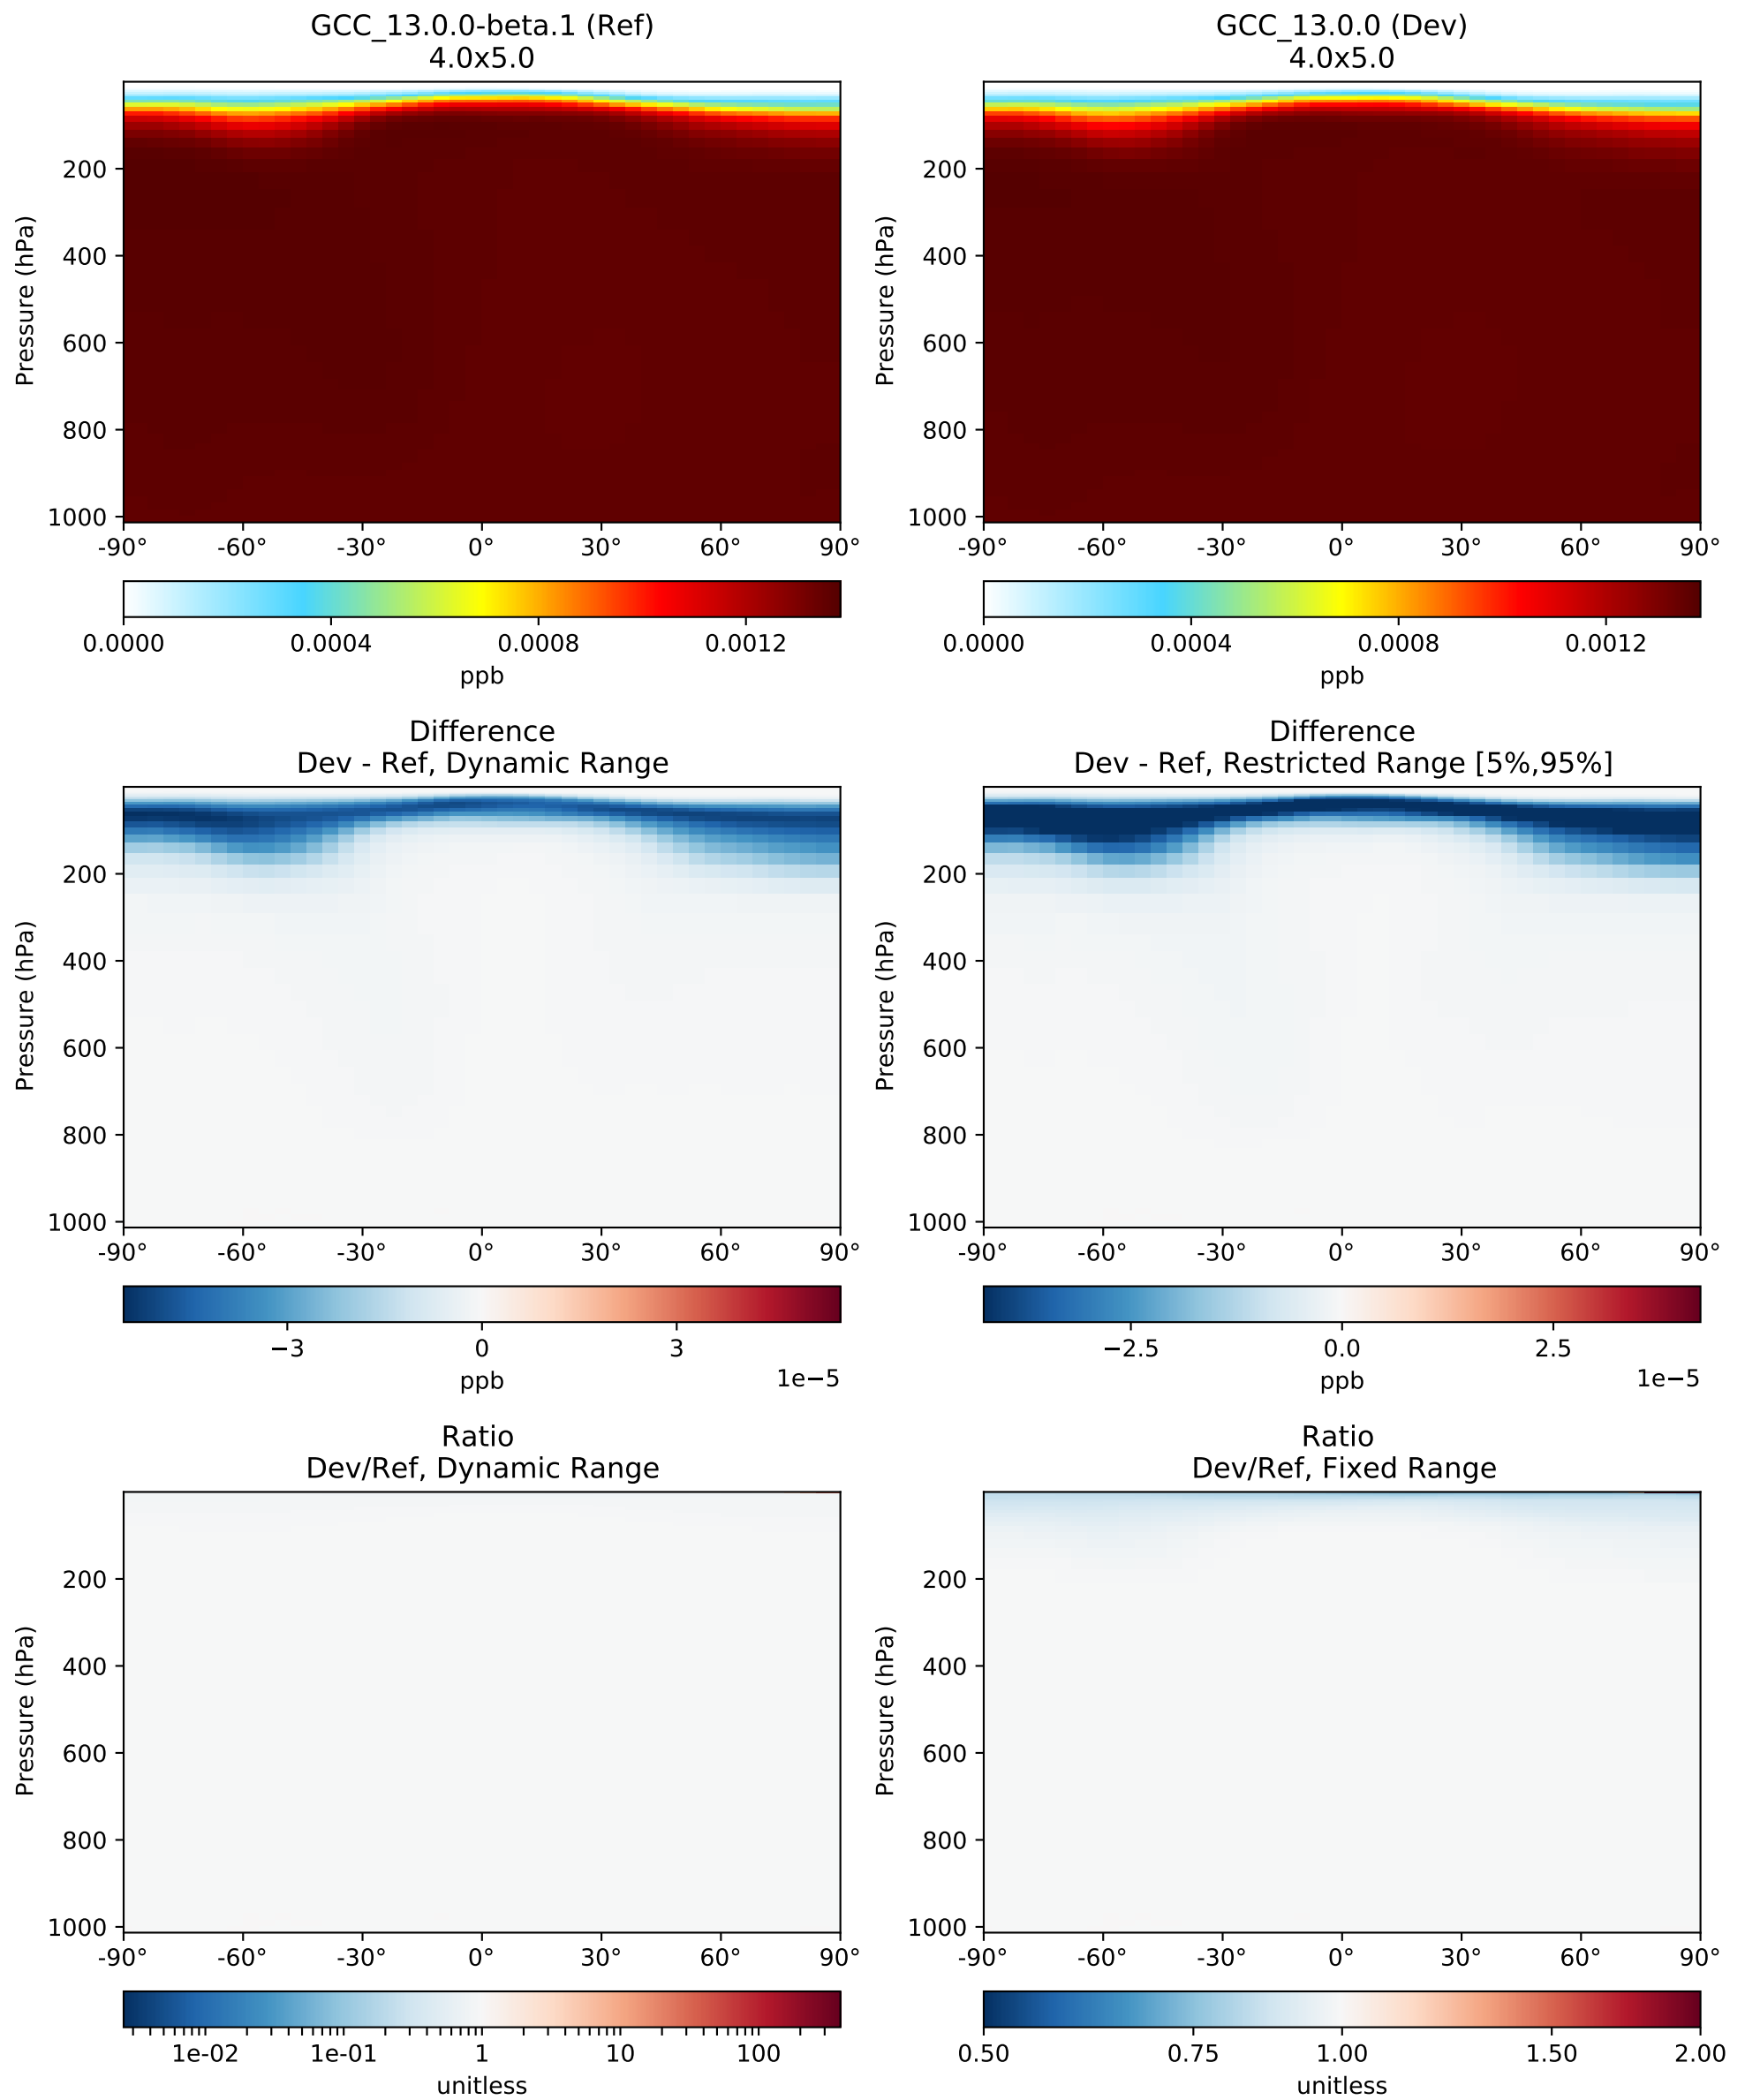 GCC_13.0.0-beta.1 (Ref)
4.0x5.0
Pressure (hPa)
200
400
600
800
1000
-90° -60° -30° 0° 30° 60° 90°
0.0000 0.0004 0.0008 0.0012
ppb
GCC_13.0.0 (Dev)
4.0x5.0
Pressure (hPa)
200
400
600
800
1000
-90° -60° -30° 0° 30° 60° 90°
0.0000 0.0004 0.0008 0.0012
ppb
Difference
Dev - Ref, Dynamic Range
Pressure (hPa)
200
400
600
800
1000
-90° -60° -30° 0° 30° 60° 90°
−3 0 3
ppb 1e−5
Difference
Dev - Ref, Restricted Range [5%,95%]
Pressure (hPa)
200
400
600
800
1000
-90° -60° -30° 0° 30° 60° 90°
−2.5 0.0 2.5
ppb 1e−5
Ratio
Dev/Ref, Dynamic Range
Pressure (hPa)
200
400
600
800
1000
-90° -60° -30° 0° 30° 60° 90°
1e-02 1e-01 1 10 100
unitless
Ratio
Dev/Ref, Fixed Range
Pressure (hPa)
200
400
600
800
1000
-90° -60° -30° 0° 30° 60° 90°
0.50 0.75 1.00 1.50 2.00
unitless